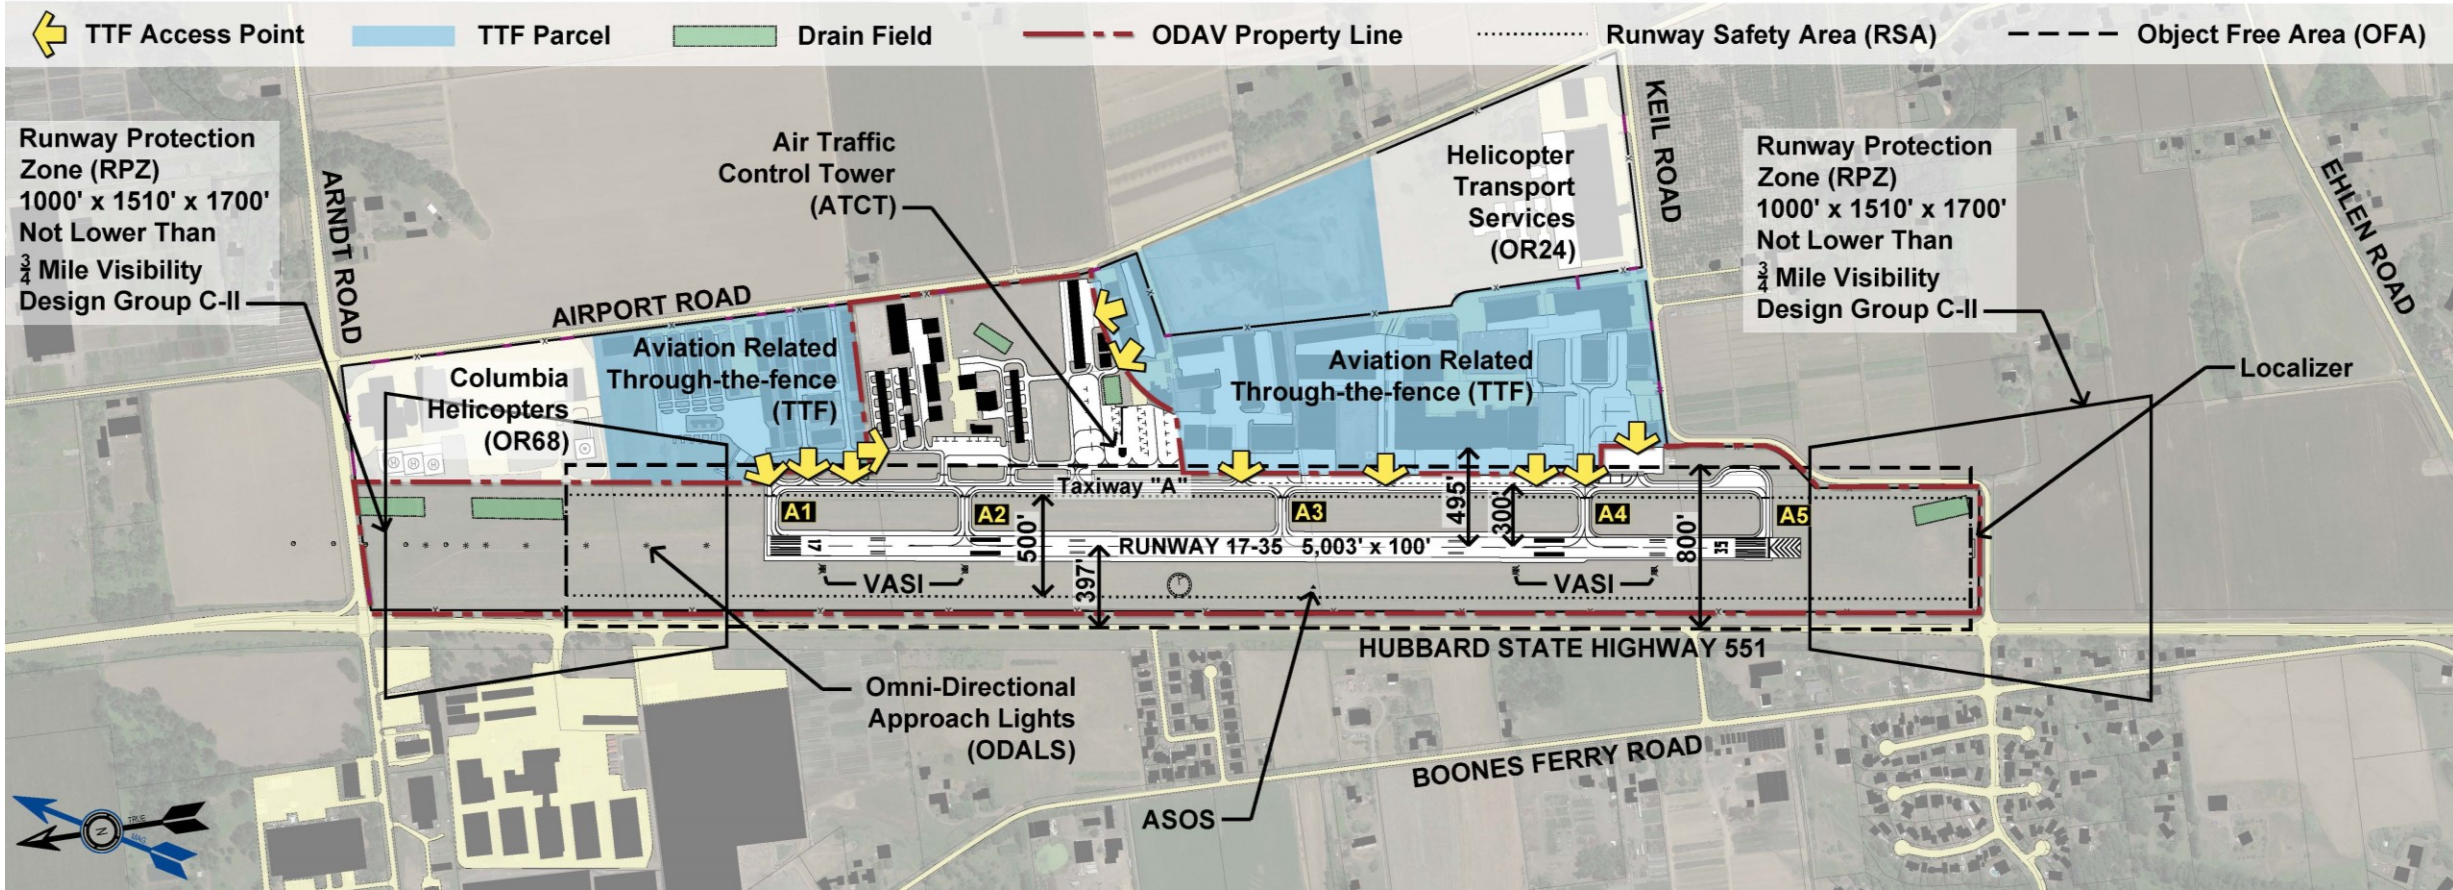 TTF Access Point
TTF Parcel
Drain Field
ODAV Property Line
Runway Safety Area (RSA)
Object Free Area (OFA)
Runway Protection
Zone (RPZ)
1000' x 1510' x 1700'
Not Lower Than
3/4 Mile Visibility
Design Group C-II
ARNDT ROAD
AIRPORT ROAD
Air Traffic
Control Tower
(ATCT)
Helicopter
Transport
Services
(OR24)
KEIL ROAD
Runway Protection
Zone (RPZ)
1000' x 1510' x 1700'
Not Lower Than
3/4 Mile Visibility
Design Group C-II
EHLEN ROAD
Columbia
Helicopters
(OR68)
Aviation Related
Through-the-fence
(TTF)
Aviation Related
Through-the-fence (TTF)
Localizer
Taxiway "A"
A1
A2
A3
A4
A5
500'
397'
495'
300'
800'
17
RUNWAY 17-35 5,003' x 100'
35
VASI
VASI
HUBBARD STATE HIGHWAY 551
Omni-Directional
Approach Lights
(ODALS)
ASOS
BOONES FERRY ROAD
N
TRUE
MAG